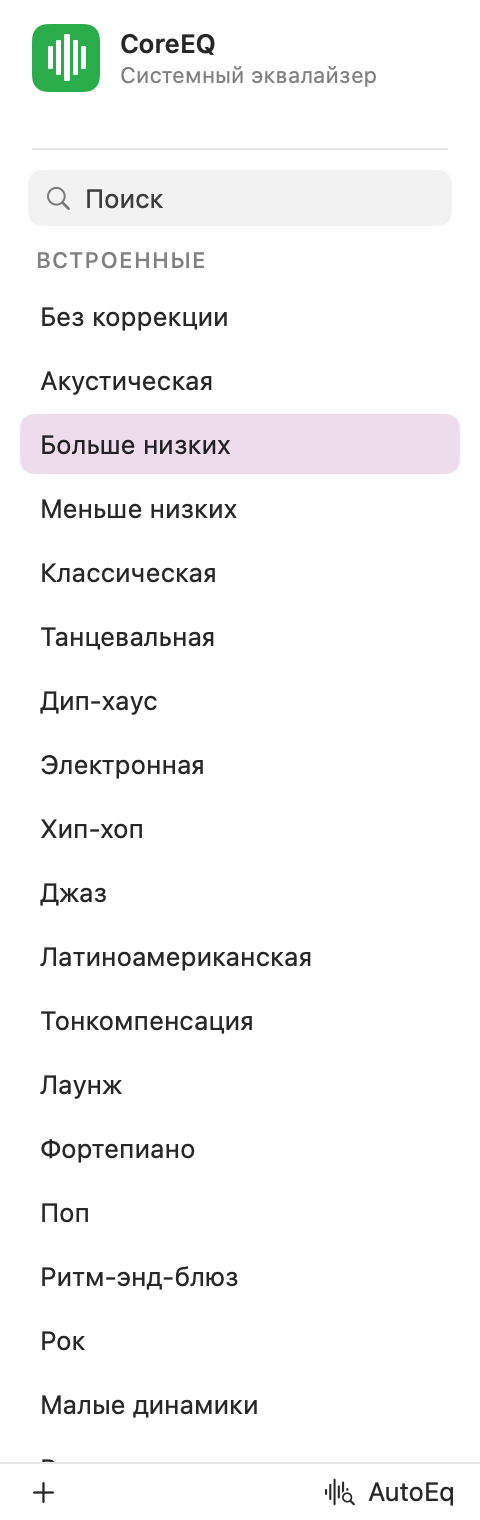 CoreEQ
Системный эквалайзер
Поиск
ВСТРОЕННЫЕ
Без коррекции
Акустическая
Больше низких
Меньше низких
Классическая
Танцевальная
Дип-хаус
Электронная
Хип-хоп
Джаз
Латиноамериканская
Тонкомпенсация
Лаунж
Фортепиано
Поп
Ритм-энд-блюз
Рок
Малые динамики
AutoEq